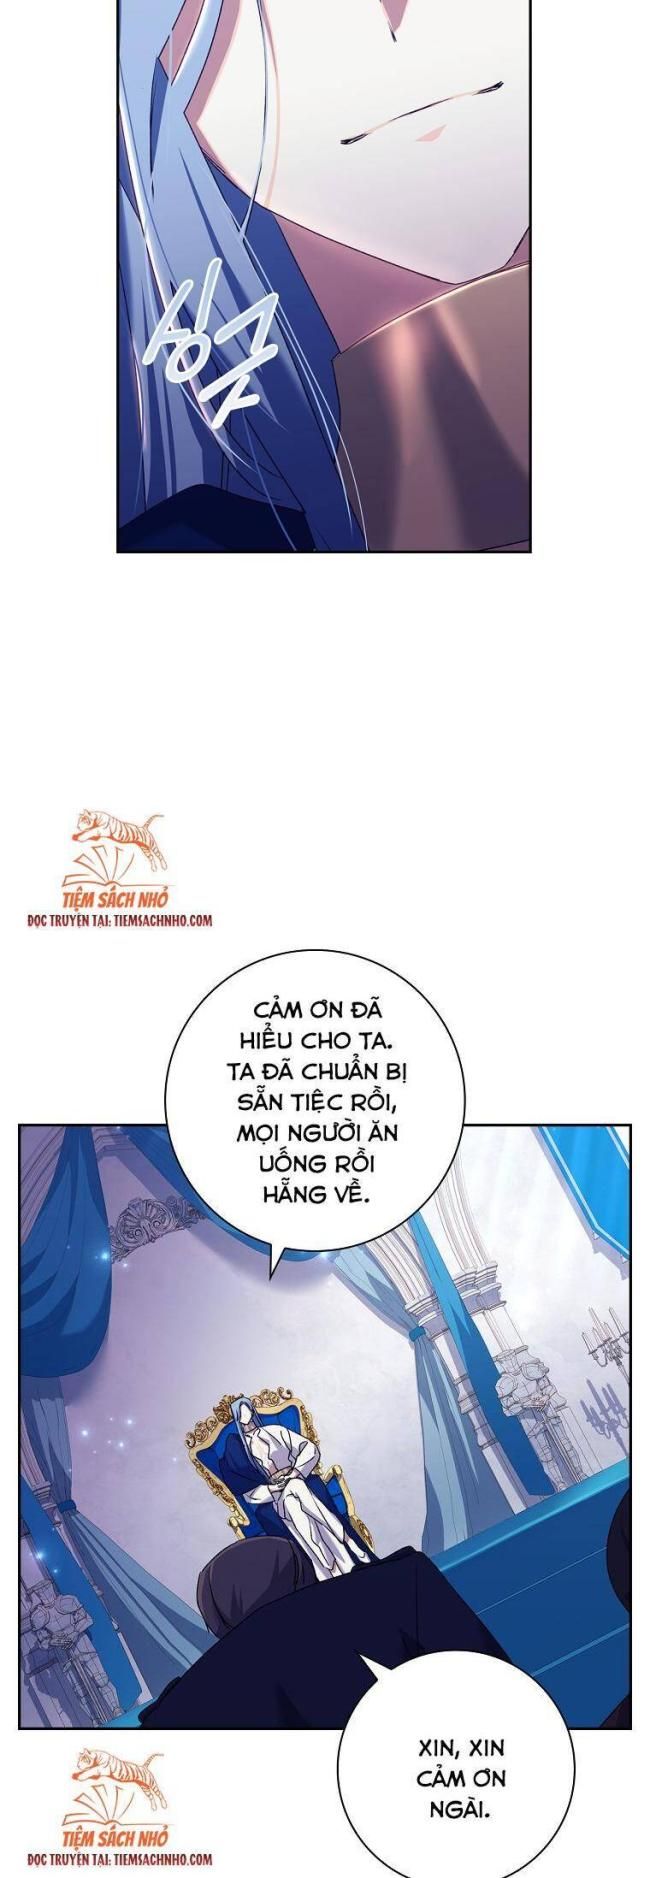 싱긋
TIỆM SÁCH NHỎ
ĐỌC TRUYỆN TẠI: TIEMSACHNHO.COM
CẢM ƠN ĐÃ
HIỂU CHO TA.
TA ĐÃ CHUẨN BỊ
SẴN TIỆC RỒI,
MỌI NGƯỜI ĂN
UỐNG RỒI
HẴNG VỀ.
XIN, XIN
CẢM ƠN
NGÀI.
TIỆM SÁCH NHỎ
ĐỌC TRUYỆN TẠI: TIEMSACHNHO.COM